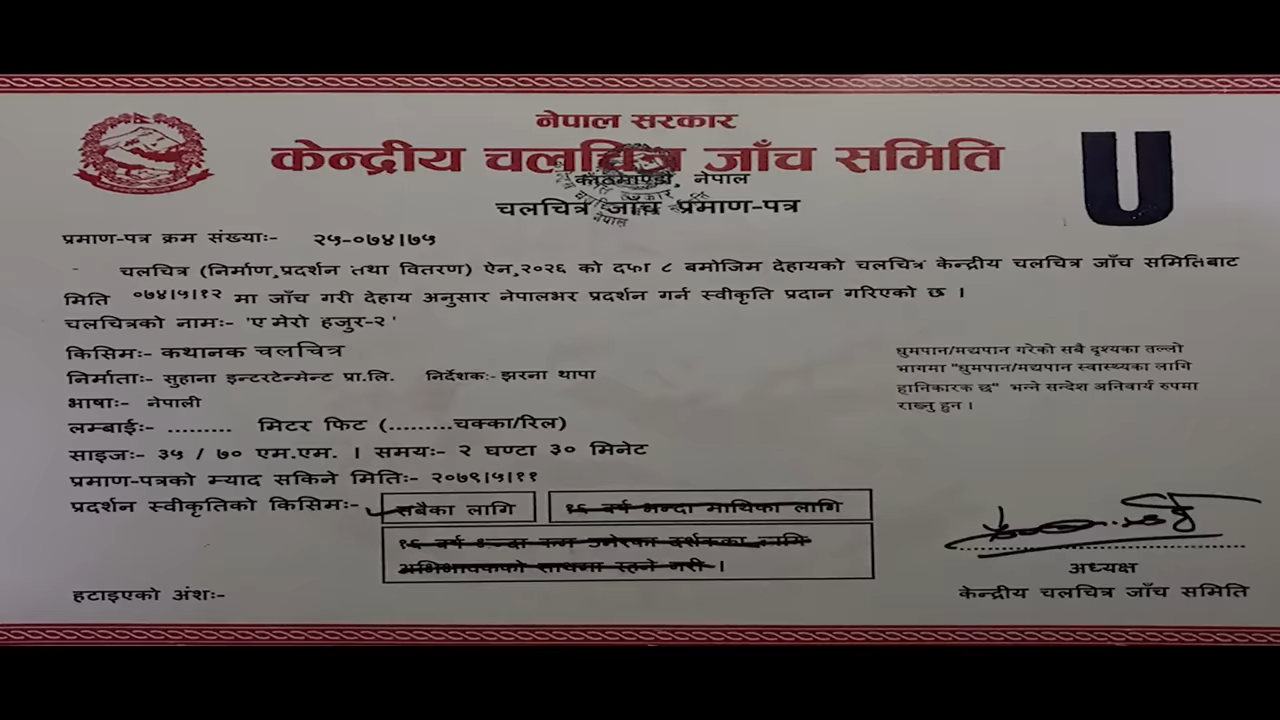 नेपाल सरकार
केन्द्रीय चलचित्र जाँच समिति
काठमाण्डौ, नेपाल
चलचित्र जाँच प्रमाण-पत्र
U
प्रमाण-पत्र क्रम संख्याः- २५-०७४।७५
चलचित्र (निर्माण,प्रदर्शन तथा वितरण) ऐन,२०२६ को दफा ८ बमोजिम देहायको चलचित्र केन्द्रीय चलचित्र जाँच समितिबाट
मिति ०७४।५।१२ मा जाँच गरी देहाय अनुसार नेपालभर प्रदर्शन गर्न स्वीकृति प्रदान गरिएको छ ।
चलचित्रको नामः- 'ए मेरो हजुर-२'
किसिमः- कथानक चलचित्र
निर्माताः- सुहाना इन्टरटेन्मेन्ट प्रा.लि. निर्देशकः- झरना थापा
भाषाः- नेपाली
लम्बाईः- ......... मिटर फिट (.........चक्का/रिल)
साइजः- ३५ / ७० एम.एम. । समयः- २ घण्टा ३० मिनेट
प्रमाण-पत्रको म्याद सकिने मितिः- २०७९।५।११
प्रदर्शन स्वीकृतिको किसिमः- सबैका लागि १६ वर्ष भन्दा माथिका लागि
१६ वर्ष भन्दा कम उमेरका दर्शकका लागि
अभिभावकको साथमा रहने गरी ।
हटाइएको अंशः-
धुमपान/मद्यपान गरेको सबै दृश्यका तल्लो
भागमा "धुमपान/मद्यपान स्वास्थ्यका लागि
हानिकारक छ" भन्ने सन्देश अनिवार्य रुपमा
राख्नु हुन ।
अध्यक्ष
केन्द्रीय चलचित्र जाँच समिति